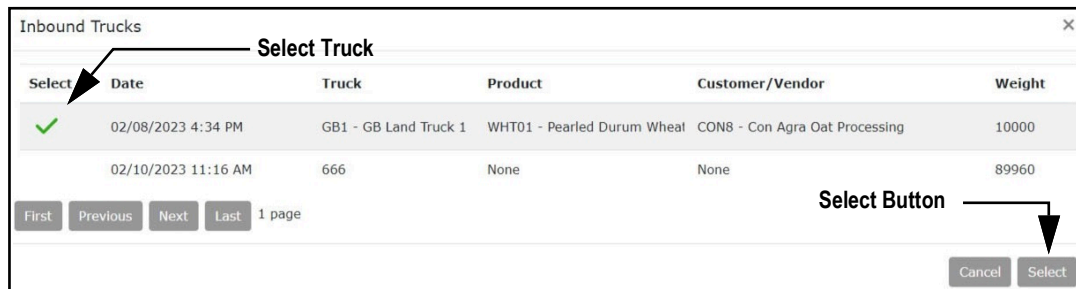 Inbound Trucks ×
Select Truck
Select Date Truck Product Customer/Vendor Weight
02/08/2023 4:34 PM GB1 - GB Land Truck 1 WHT01 - Pearled Durum Wheat CON8 - Con Agra Oat Processing 10000
02/10/2023 11:16 AM 666 None None 89960
Select Button
First Previous Next Last 1 page
Cancel Select